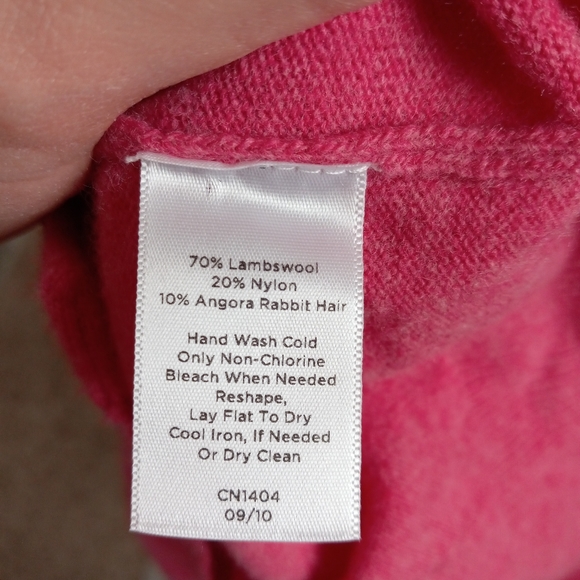 70% Lambswool
20% Nylon
10% Angora Rabbit Hair
Hand Wash Cold
Only Non-Chlorine
Bleach When Needed
Reshape,
Lay Flat To Dry
Cool Iron, If Needed
Or Dry Clean
CN1404
09/10